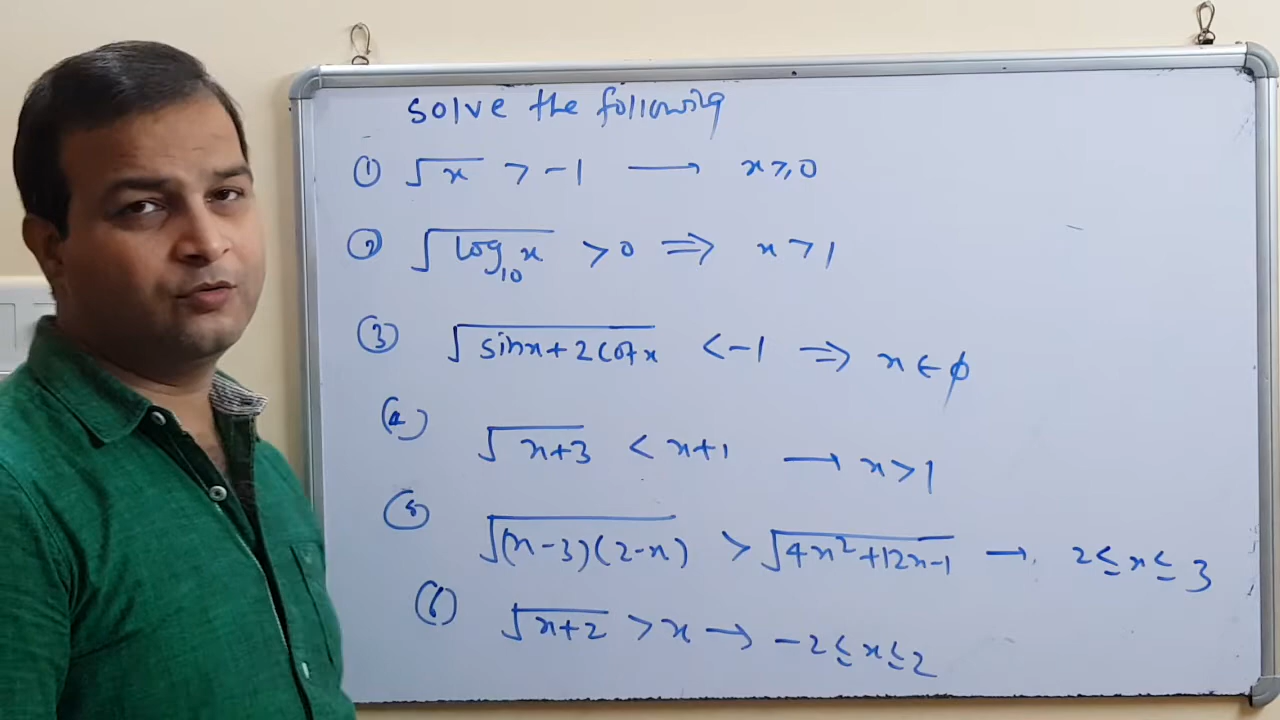 solve the following
① √x > -1 → x ≥ 0
② √(log₁₀x) > 0 ⇒ x > 1
③ √(sinx+2cotx) < -1 ⇒ x ∈ ϕ
④ √(x+3) < x+1 → x > 1
⑤ √((x-3)(2-x)) > √(4x²+12x-1) → 2 ≤ x ≤ 3
⑥ √(x+2) > x → -2 ≤ x ≤ 2